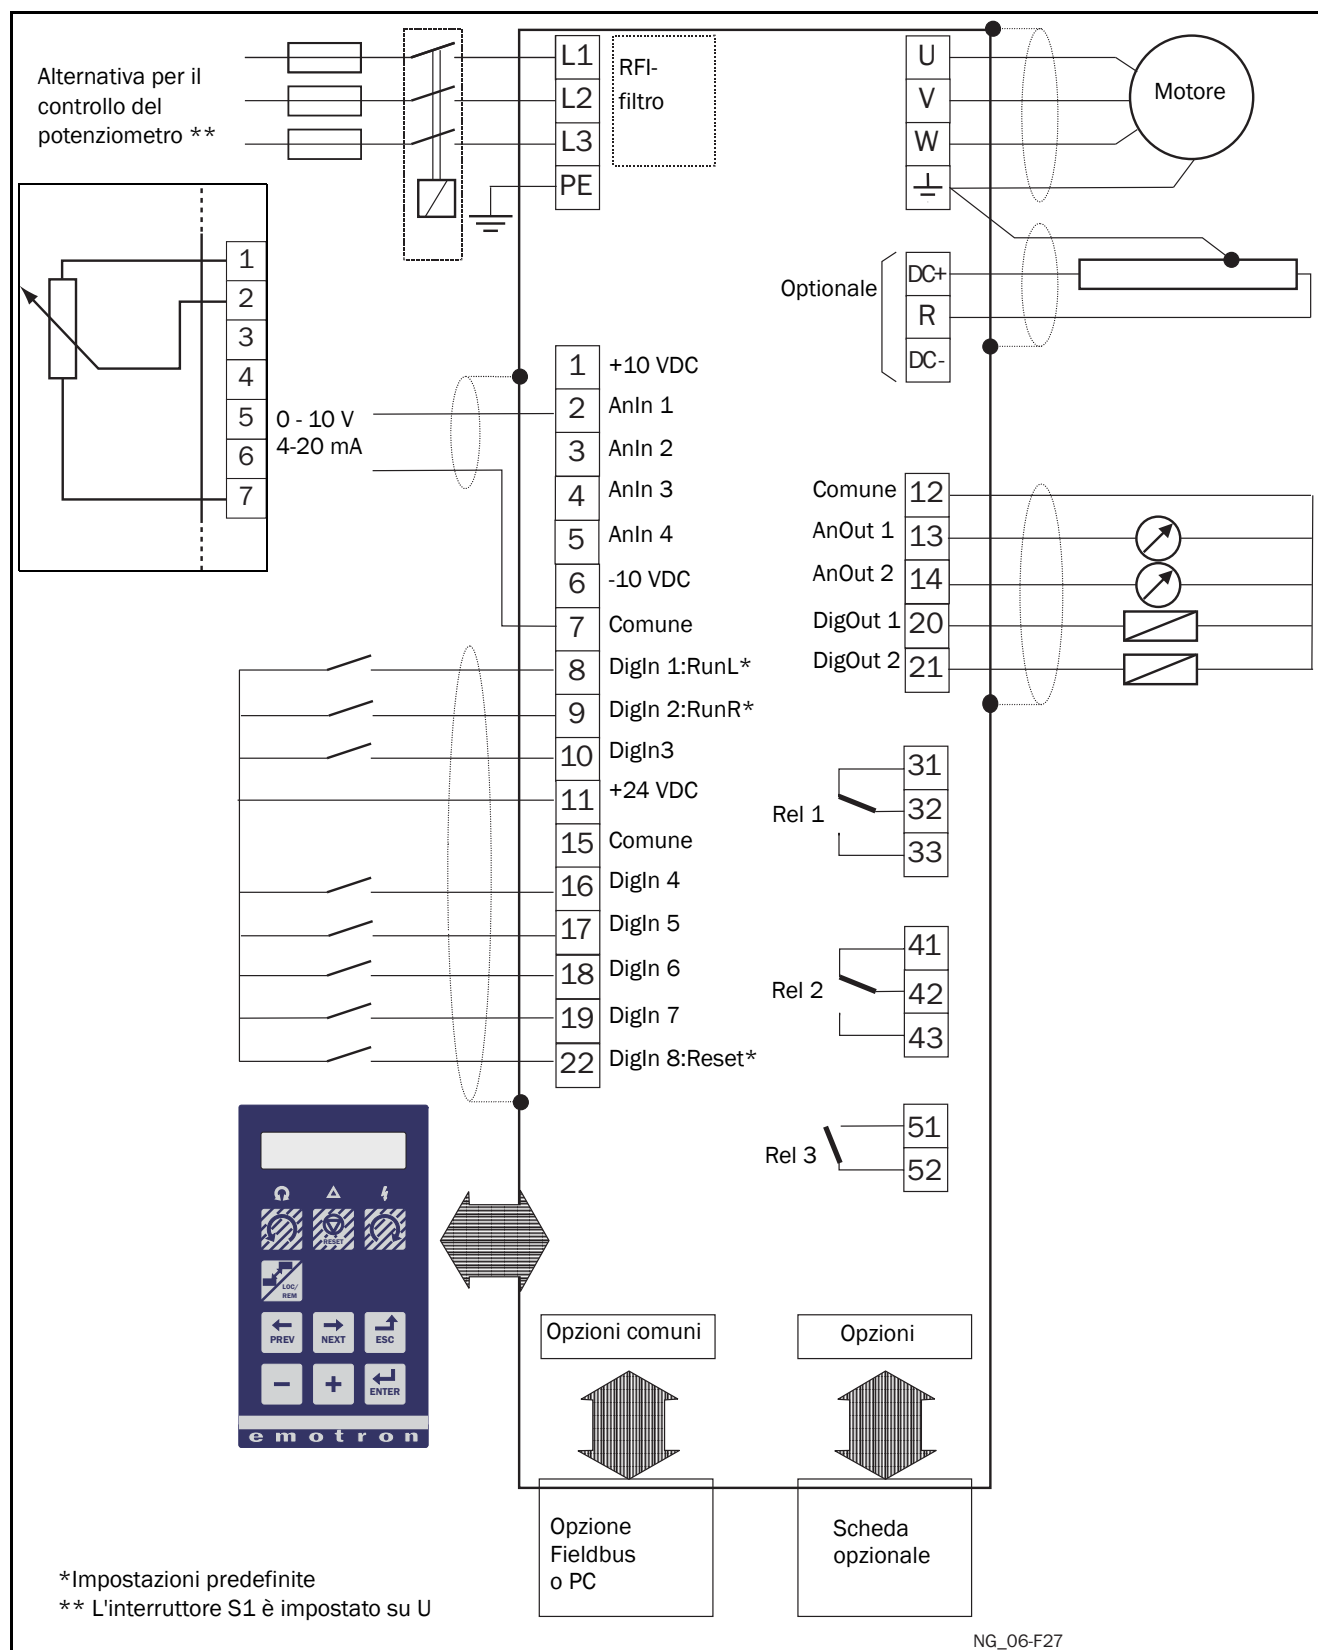 Alternativa per il
controllo del
potenziometro **
L1
L2
L3
PE
RFI-
filtro
U
V
W
Motore
1
2
3
4
5
6
7
0 - 10 V
4-20 mA
Optionale
DC+
R
DC-
1 +10 VDC
2 AnIn 1
3 AnIn 2
4 AnIn 3
5 AnIn 4
6 -10 VDC
7 Comune
8 DigIn 1:RunL*
9 DigIn 2:RunR*
10 DigIn3
11 +24 VDC
15 Comune
16 DigIn 4
17 DigIn 5
18 DigIn 6
19 DigIn 7
22 DigIn 8:Reset*
Comune 12
AnOut 1 13
AnOut 2 14
DigOut 1 20
DigOut 2 21
Rel 1
31
32
33
Rel 2
41
42
43
Rel 3
51
52
RESET
LOC/
REM
PREV
NEXT
ESC
-
+
ENTER
emotron
Opzioni comuni
Opzioni
Opzione
Fieldbus
o PC
Scheda
opzionale
*Impostazioni predefinite
** L'interruttore S1 è impostato su U
NG_06-F27